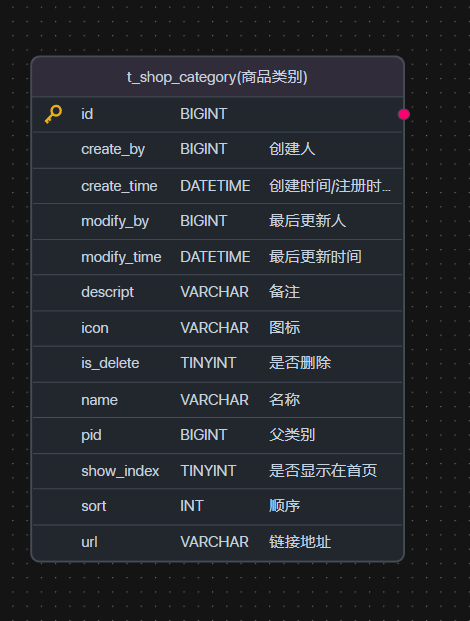 t_shop_category(商品类别)
id BIGINT
create_by BIGINT 创建人
create_time DATETIME 创建时间/注册时...
modify_by BIGINT 最后更新人
modify_time DATETIME 最后更新时间
descript VARCHAR 备注
icon VARCHAR 图标
is_delete TINYINT 是否删除
name VARCHAR 名称
pid BIGINT 父类别
show_index TINYINT 是否显示在首页
sort INT 顺序
url VARCHAR 链接地址